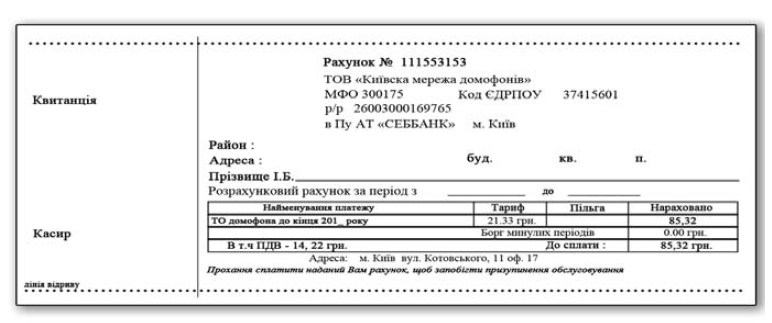 Рахунок № 111553153
ТОВ «Київска мережа домофонів»
МФО 300175 Код ЄДРПОУ 37415601
р/р 26003000169765
в Пу АТ «СЕББАНК» м. Київ
Квитанція
Район :
Адреса : буд. кв. п.
Прізвище І.Б.
Розрахунковий рахунок за період з до
Найменування платежу Тариф Пільга Нараховано
ТО домофона до кінця 201_ року 21.33 грн. 85,32
Борг минулих періодів 0.00 грн.
Касир
В т.ч ПДВ - 14, 22 грн. До сплати : 85,32 грн.
Адреса: м. Київ вул. Котовського, 11 оф. 17
Прохання сплатити наданий Вам рахунок, щоб запобігти призупинення обслуговування
лінія відриву